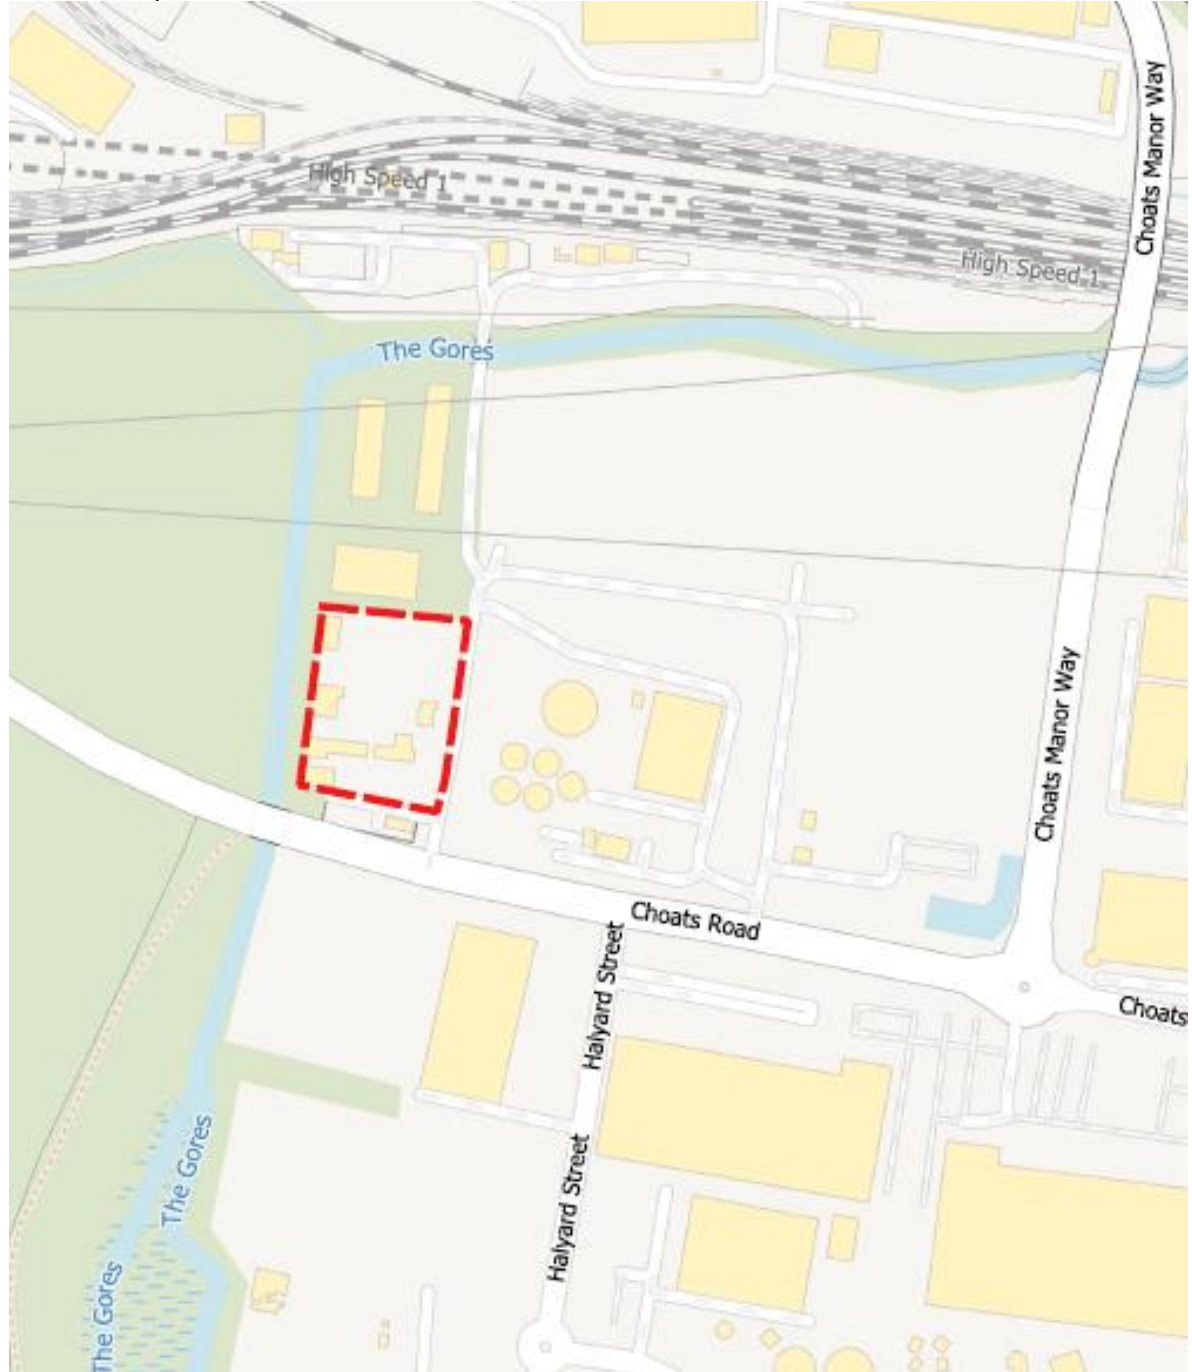 Choats Manor Way
High Speed 1
High Speed 1
The Gores
Choats Manor Way
Choats Road
Halyard Street
Choats
Halyard Street
The Gores
The Gores